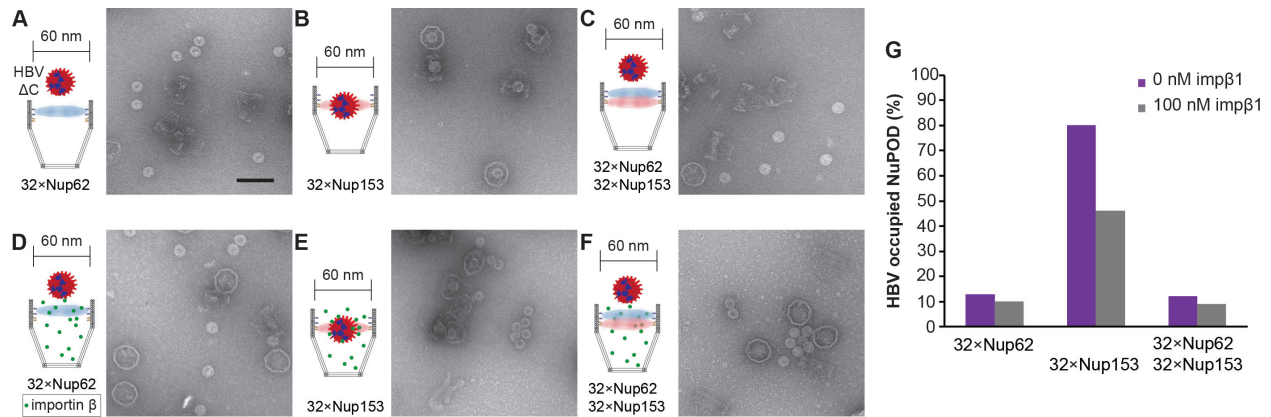 A
60 nm
HBV
ΔC
32×Nup62
B
60 nm
32×Nup153
C
60 nm
32×Nup62
32×Nup153
D
60 nm
32×Nup62
importin β
E
60 nm
32×Nup153
F
60 nm
32×Nup62
32×Nup153
G
0 nM impβ1
100 nM impβ1
HBV occupied NuPOD (%)
100
90
80
70
60
50
40
30
20
10
0
32×Nup62
32×Nup153
32×Nup62
32×Nup153